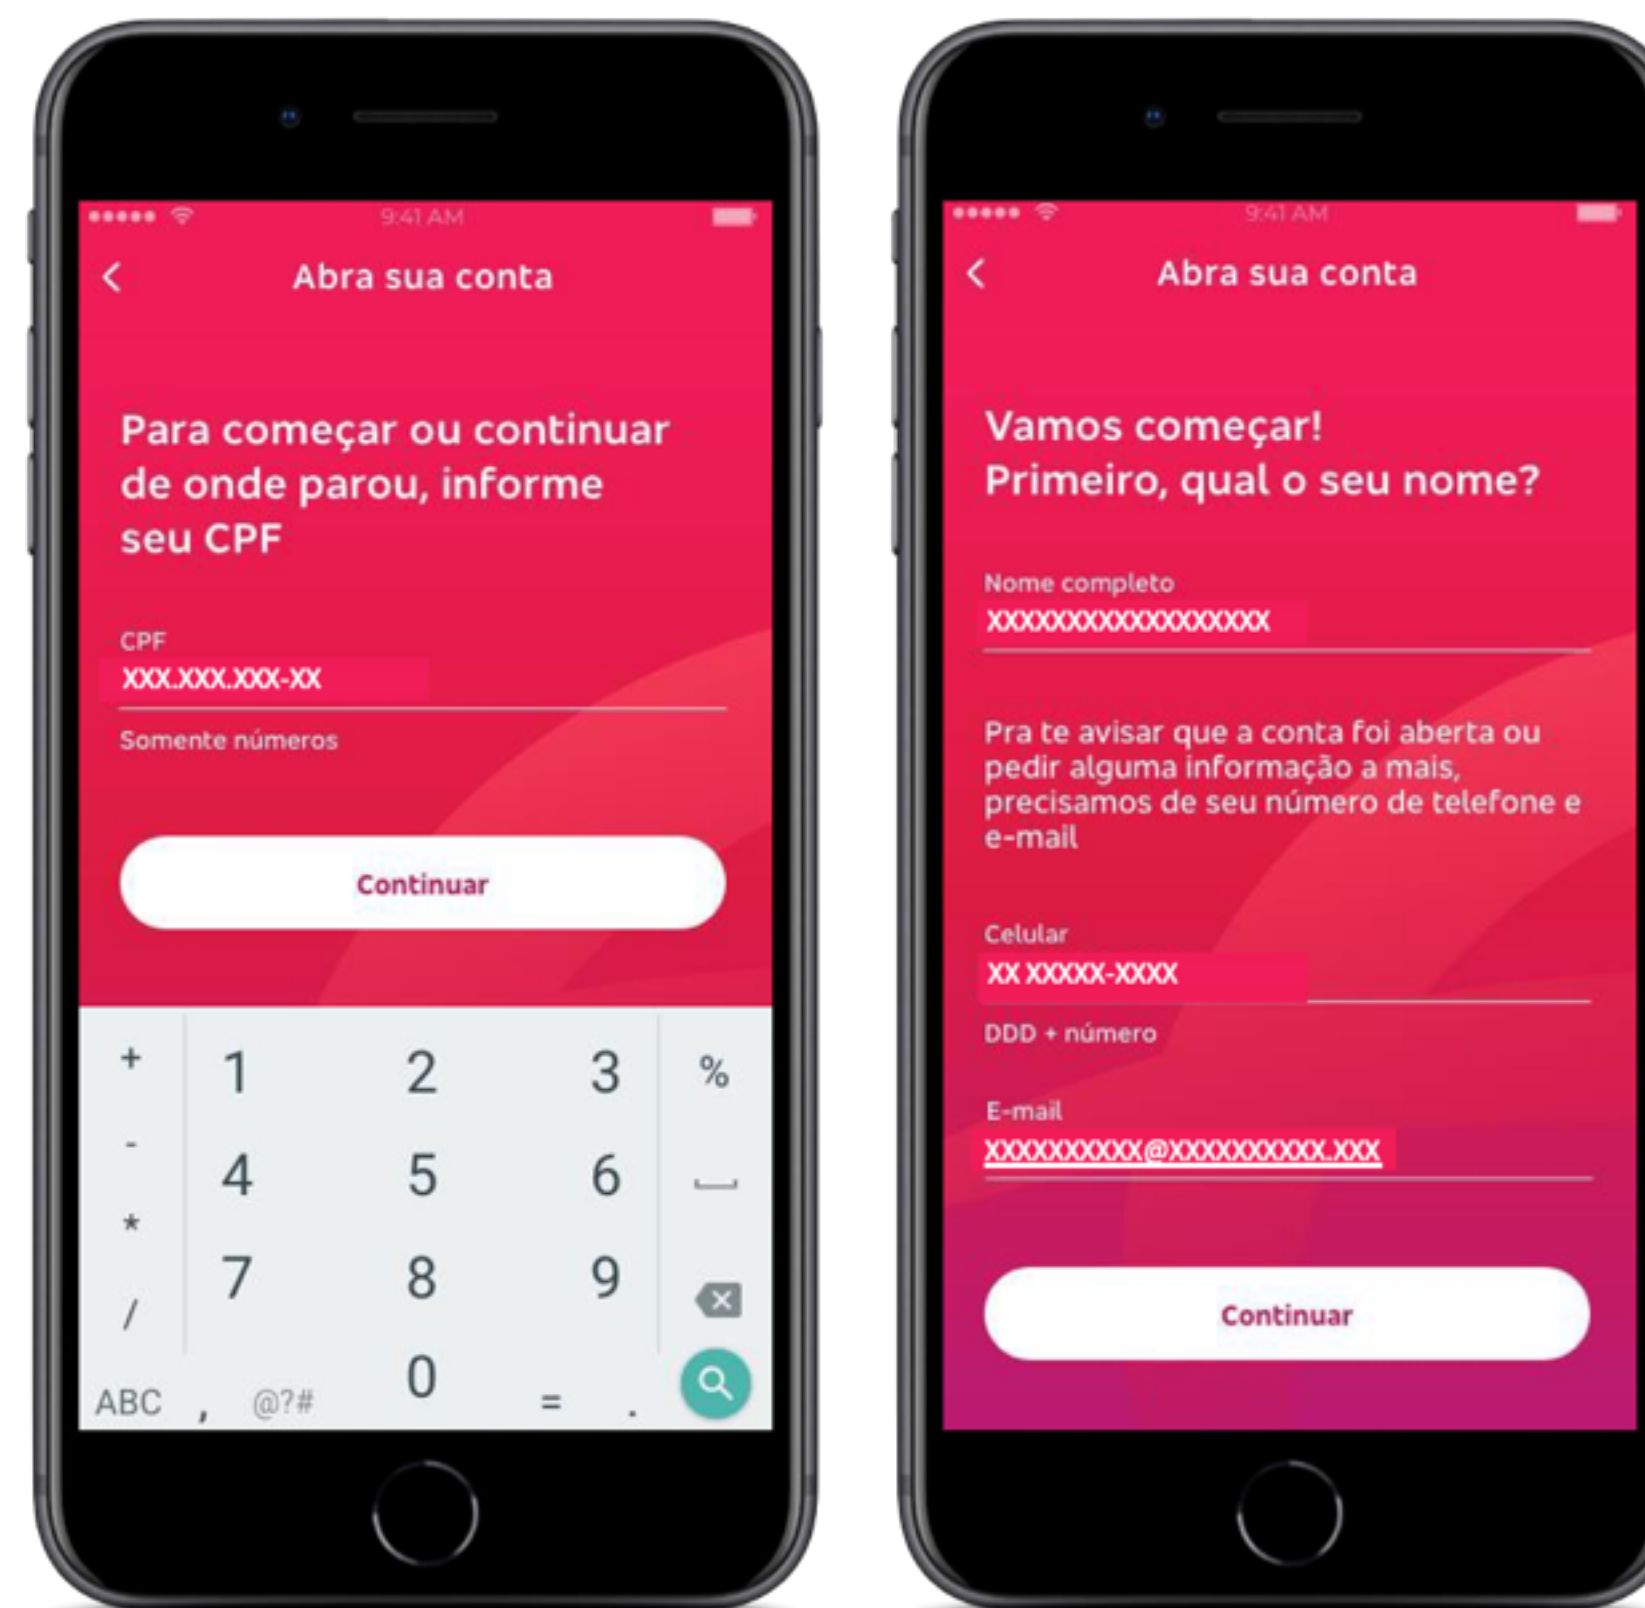 9:41 AM
Abra sua conta
Para começar ou continuar
de onde parou, informe
seu CPF
CPF
XXX.XXX.XXX-XX
Somente números
Continuar
+ 1 2 3 %
- 4 5 6
* 7 8 9
/
ABC , @?# 0 = .
9:41 AM
Abra sua conta
Vamos começar!
Primeiro, qual o seu nome?
Nome completo
XXXXXXXXXXXXXXXXXX
Pra te avisar que a conta foi aberta ou
pedir alguma informação a mais,
precisamos de seu número de telefone e
e-mail
Celular
XX XXXXX-XXXX
DDD + número
E-mail
XXXXXXXXXX@XXXXXXXXXX.XXX
Continuar